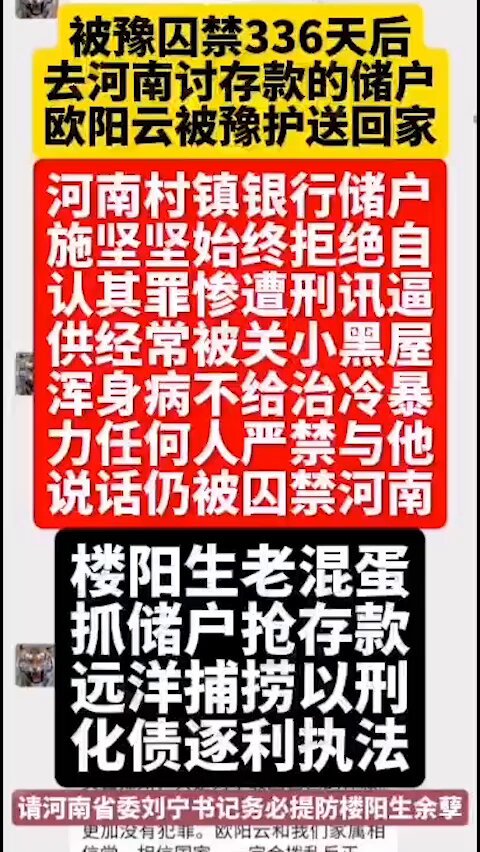 被豫囚禁336天后
去河南讨存款的储户
欧阳云被豫护送回家
河南村镇银行储户
施坚坚始终拒绝自
认其罪惨遭刑讯逼
供经常被关小黑屋
浑身病不给治冷暴
力任何人严禁与他
说话仍被囚禁河南
楼阳生老混蛋
抓储户抢存款
远洋捕捞以刑
化债逐利执法
请河南省委刘宁书记务必提防楼阳生余孽
更加没有犯罪。欧阳云和我们家属相